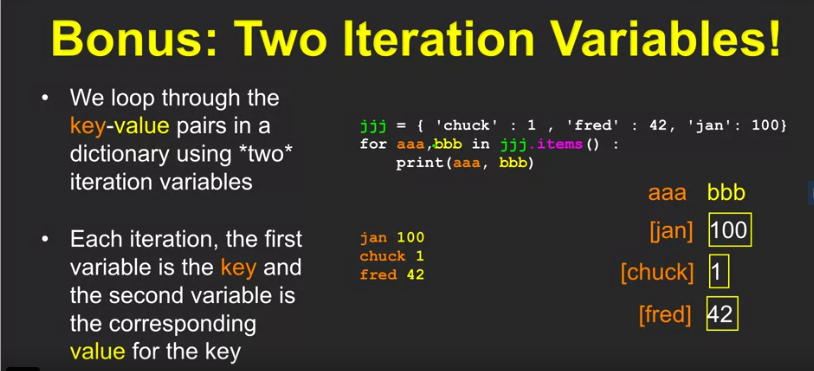 Bonus: Two Iteration Variables!
• We loop through the
key-value pairs in a
dictionary using *two*
iteration variables
• Each iteration, the first
variable is the key and
the second variable is
the corresponding
value for the key
jjj = { 'chuck' : 1 , 'fred' : 42, 'jan': 100}
for aaa,bbb in jjj.items() :
    print(aaa, bbb)
jan 100
chuck 1
fred 42
aaa bbb
[jan] 100
[chuck] 1
[fred] 42